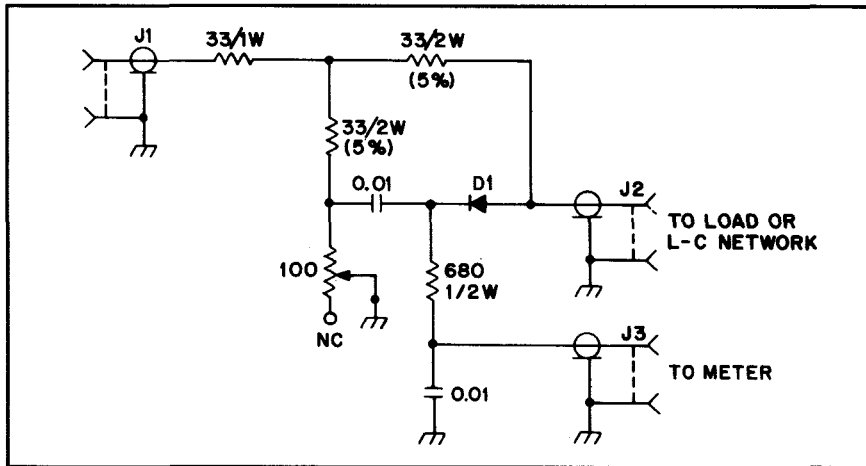 J1
33/1W
33/2W
(5%)
33/2W
(5%)
0.01
D1
J2
TO LOAD OR
L-C NETWORK
100
680
1/2W
NC
J3
TO METER
0.01